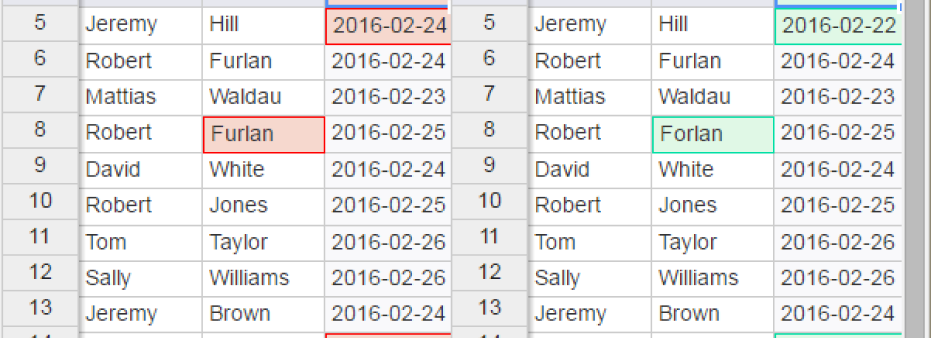 5 Jeremy Hill 2016-02-24 5 Jeremy Hill 2016-02-22
6 Robert Furlan 2016-02-24 6 Robert Furlan 2016-02-24
7 Mattias Waldau 2016-02-23 7 Mattias Waldau 2016-02-23
8 Robert Furlan 2016-02-25 8 Robert Forlan 2016-02-25
9 David White 2016-02-24 9 David White 2016-02-24
10 Robert Jones 2016-02-25 10 Robert Jones 2016-02-25
11 Tom Taylor 2016-02-26 11 Tom Taylor 2016-02-26
12 Sally Williams 2016-02-26 12 Sally Williams 2016-02-26
13 Jeremy Brown 2016-02-24 13 Jeremy Brown 2016-02-24